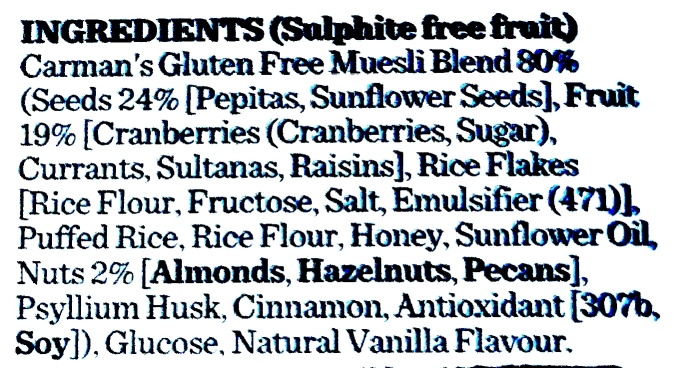 INGREDIENTS (Sulphite free fruit)
Carman's Gluten Free Muesli Blend 80%
(Seeds 24% [Pepitas, Sunflower Seeds], Fruit
19% [Cranberries (Cranberries, Sugar),
Currants, Sultanas, Raisins], Rice Flakes
[Rice Flour, Fructose, Salt, Emulsifier (471)],
Puffed Rice, Rice Flour, Honey, Sunflower Oil,
Nuts 2% [Almonds, Hazelnuts, Pecans],
Psyllium Husk, Cinnamon, Antioxidant [307b,
Soy]), Glucose, Natural Vanilla Flavour.